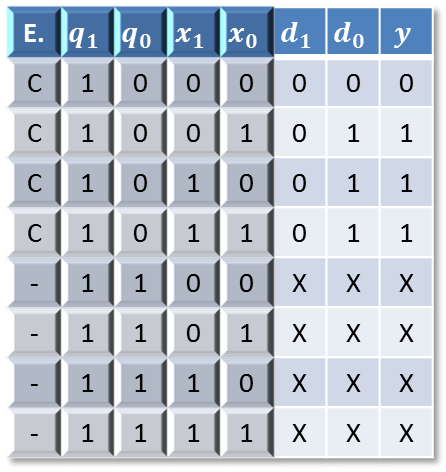 E. q₁ q₀ x₁ x₀ d₁ d₀ y
C 1 0 0 0 0 0 0
C 1 0 0 1 0 1 1
C 1 0 1 0 0 1 1
C 1 0 1 1 0 1 1
- 1 1 0 0 X X X
- 1 1 0 1 X X X
- 1 1 1 0 X X X
- 1 1 1 1 X X X